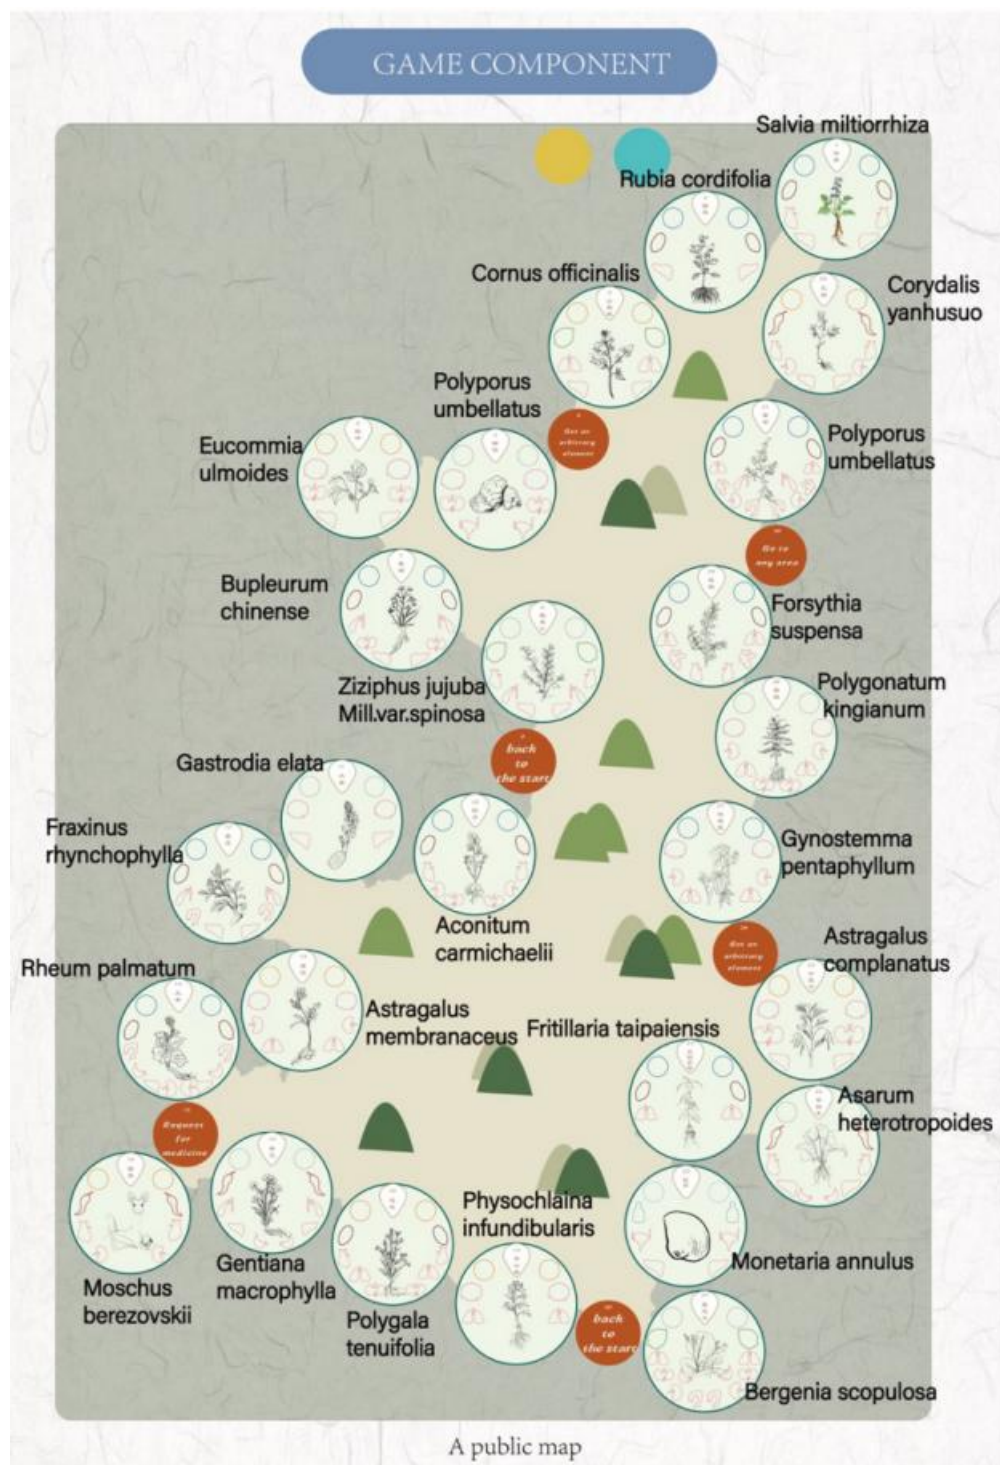 GAME COMPONENT
Salvia miltiorrhiza
Rubia cordifolia
Cornus officinalis
Corydalis
yanhusuo
Polyporus
umbellatus
Get an
arbitrary
element
Polyporus
umbellatus
Eucommia
ulmoides
Go to
any area
Bupleurum
chinense
Forsythia
suspensa
Ziziphus jujuba
Mill.var.spinosa
Polygonatum
kingianum
back
to
the start
Gastrodia elata
Fraxinus
rhynchophylla
Gynostemma
pentaphyllum
Aconitum
carmichaelii
Get an
arbitrary
element
Astragalus
complanatus
Rheum palmatum
Astragalus
membranaceus
Fritillaria taipaiensis
Asarum
heterotropoides
Request
for
medicine
Physochlaina
infundibularis
Monetaria annulus
Gentiana
macrophylla
Moschus
berezovskii
Polygala
tenuifolia
back
to
the start
Bergenia scopulosa
A public map